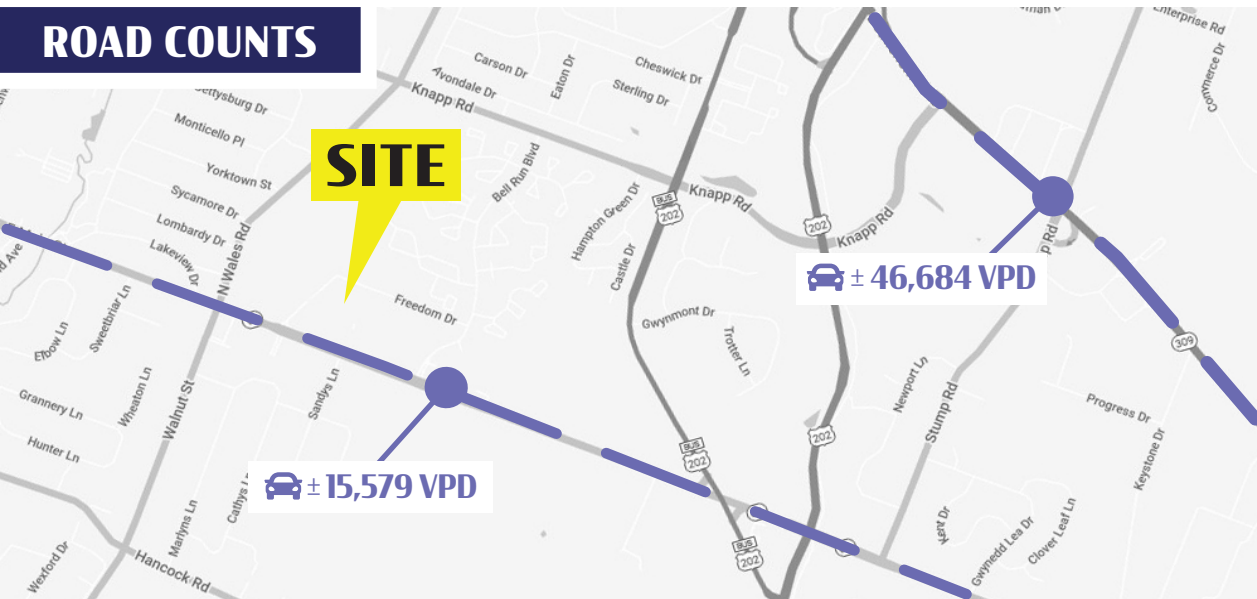 ROAD COUNTS
Enterprise Rd
Commerce Dr
Carson Dr
Eaton Dr
Cheswick Dr
Avondale Dr
Sterling Dr
Knapp Rd
Monticello Pl
SITE
Yorktown St
Bell Run Blvd
Sycamore Dr
Hampton Green Dr
BUS
202
Knapp Rd
Lombardy Dr
202
Knapp Rd
Lakeview Dr
N Wales Rd
Castle Dr
± 46,684 VPD
Sweetbriar Ln
Freedom Dr
Gwynmont Dr
Elbow Ln
Trotter Ln
309
Grannery Ln
Wheaton Ln
Walnut St
Sandys Ln
Newport Ln
Stump Rd
Progress Dr
Hunter Ln
BUS
202
202
Keystone Dr
± 15,579 VPD
Marlyns Ln
Kent Dr
Clover Leaf Ln
Wexford Dr
Hancock Rd
BUS
202
Gwynedd Lea Dr